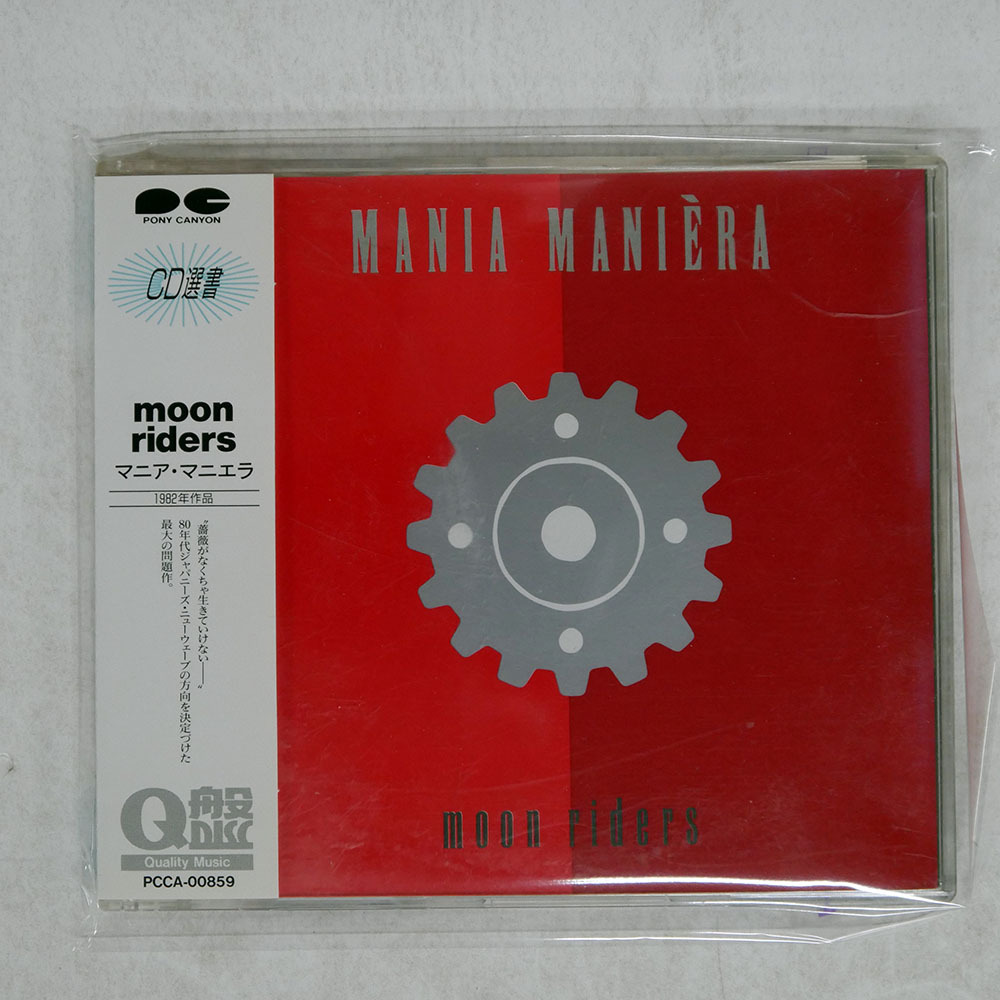 PONY CANYON
CD選書
moon
riders
マニア・マニエラ
1982年作品
“薔薇がなくちゃ生きていけない──”
80年代ジャパニーズ・ニューウェーブの方向を決定づけた
最大の問題作。
Q盤
DISC
Quality Music
PCCA-00859
MANIA MANIÈRA
moon riders